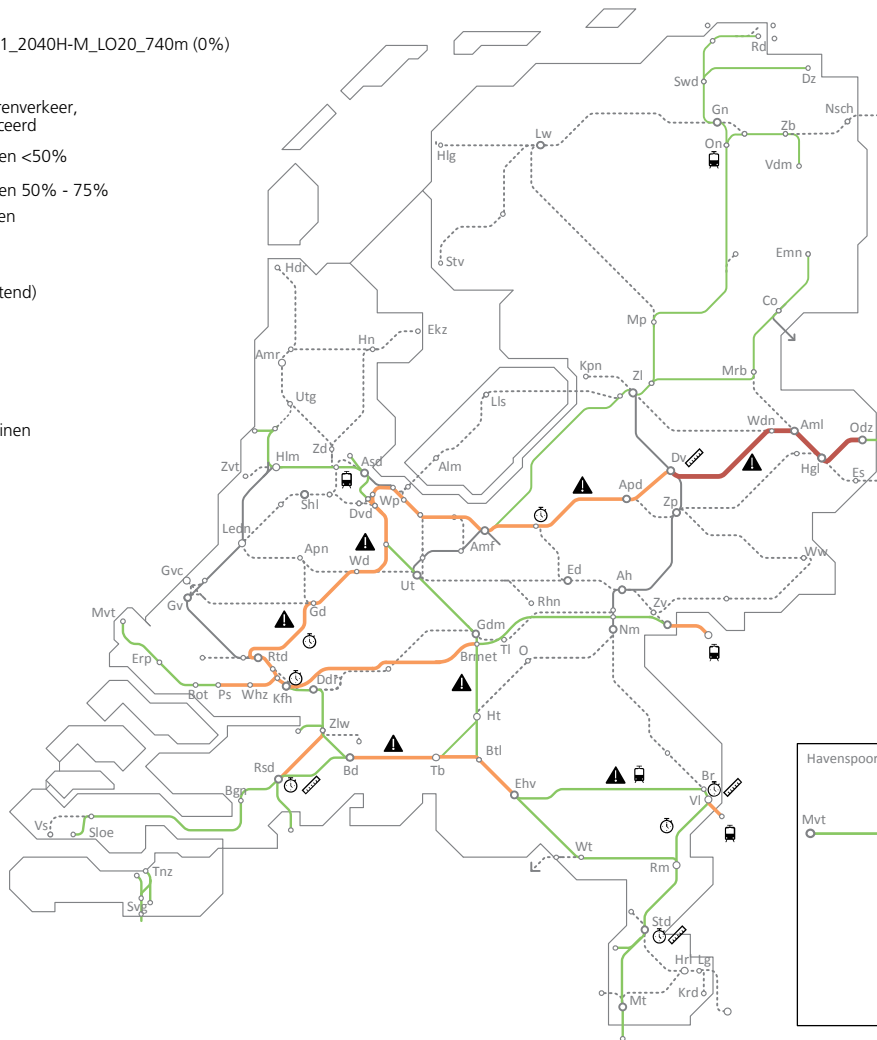 1_2040H-M_LO20_740m (0%)
renverkeer,
ceerd
en <50%
en 50% - 75%
en
tend)
inen
Rd
Swd
Dz
Gn
Nsch
Zb
On
Vdm
Lw
Hlg
Stv
Emn
Co
Mp
Mrb
Hdr
Hn
Ekz
Amr
Utg
Kpn
Zl
Lls
Wdn
Aml
Odz
Hgl
Es
Zd
Asd
Hlm
Zvt
Alm
Dv
Apd
Shl
Dvd
Wp
Zp
Ledn
Amf
Apn
Wd
Ut
Ed
Ah
Ww
Gvc
Gv
Gd
Rhn
Zv
Mvt
Gdm
Tl
Nm
Brmet
O
Rtd
Erp
Bot
Ps
Whz
Kfh
Ddr
Ht
Zlw
Btl
Rsd
Bd
Tb
Ehv
Br
Vl
Bgn
Vs
Sloe
Wt
Rm
Tnz
Svg
Std
Hrl
Lg
Krd
Mt
Havenspoor
Mvt